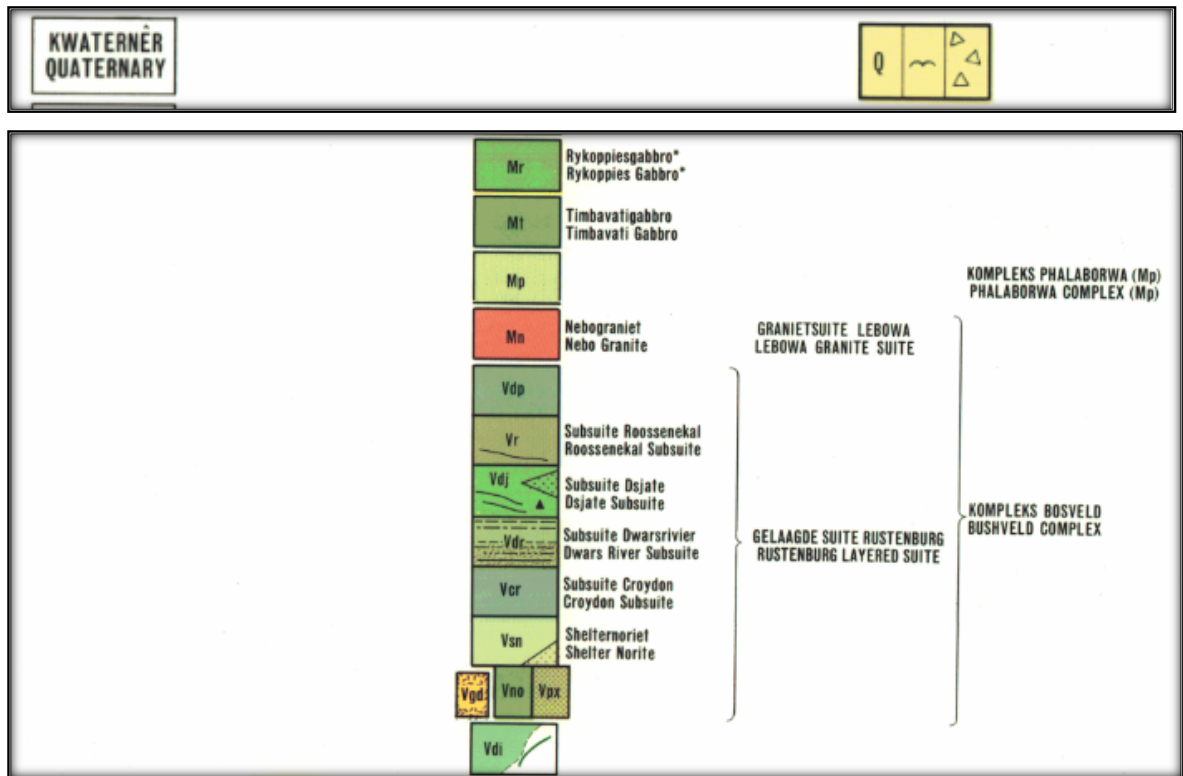 KWATERNÊR
QUATERNARY
Q
Mr
Rykoppiesgabbro*
Rykoppies Gabbro*
Mt
Timbavatigabbro
Timbavati Gabbro
Mp
KOMPLEKS PHALABORWA (Mp)
PHALABORWA COMPLEX (Mp)
Mn
Nebograniet
Nebo Granite
GRANIETSUITE LEBOWA
LEBOWA GRANITE SUITE
Vdp
Vr
Subsuite Roossenekal
Roossenekal Subsuite
Vdj
Subsuite Dsjate
Dsjate Subsuite
KOMPLEKS BOSVELD
BUSHVELD COMPLEX
Vdr
Subsuite Dwarsrivier
Dwars River Subsuite
GELAAGDE SUITE RUSTENBURG
RUSTENBURG LAYERED SUITE
Vcr
Subsuite Croydon
Croydon Subsuite
Vsn
Shelternoriet
Shelter Norite
Vgd
Vno
Vpx
Vdi